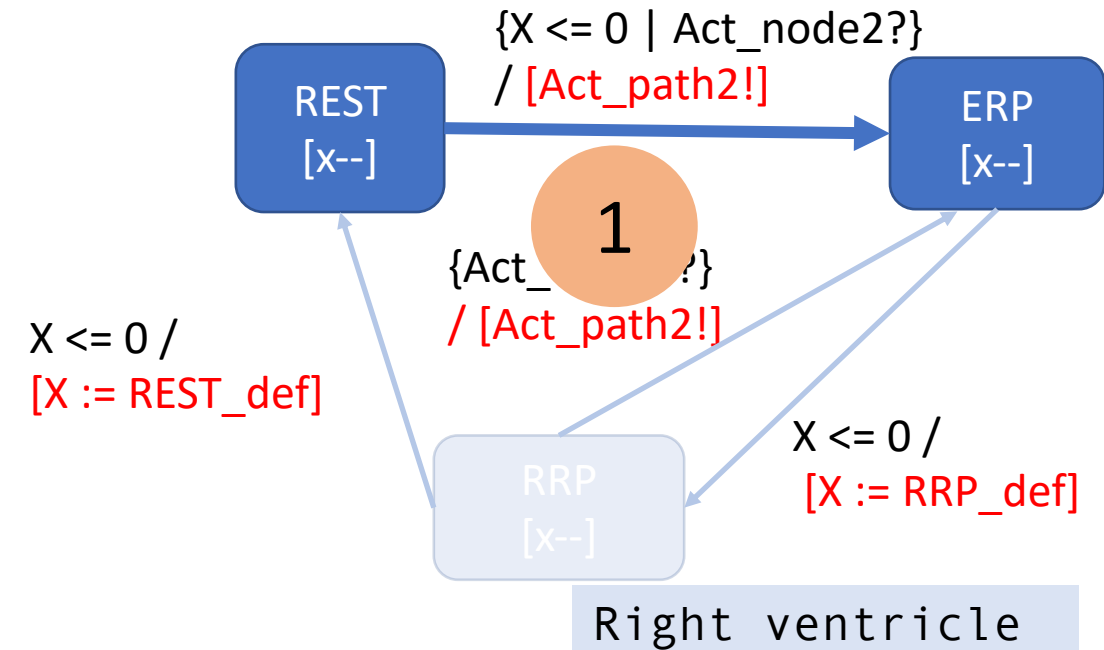 {X <= 0 | Act_node2?}
/ [Act_path2!]
REST
[x--]
ERP
[x--]
1
{Act_ ?}
/ [Act_path2!]
X <= 0 /
[X := REST_def]
X <= 0 /
[X := RRP_def]
RRP
[x--]
Right ventricle